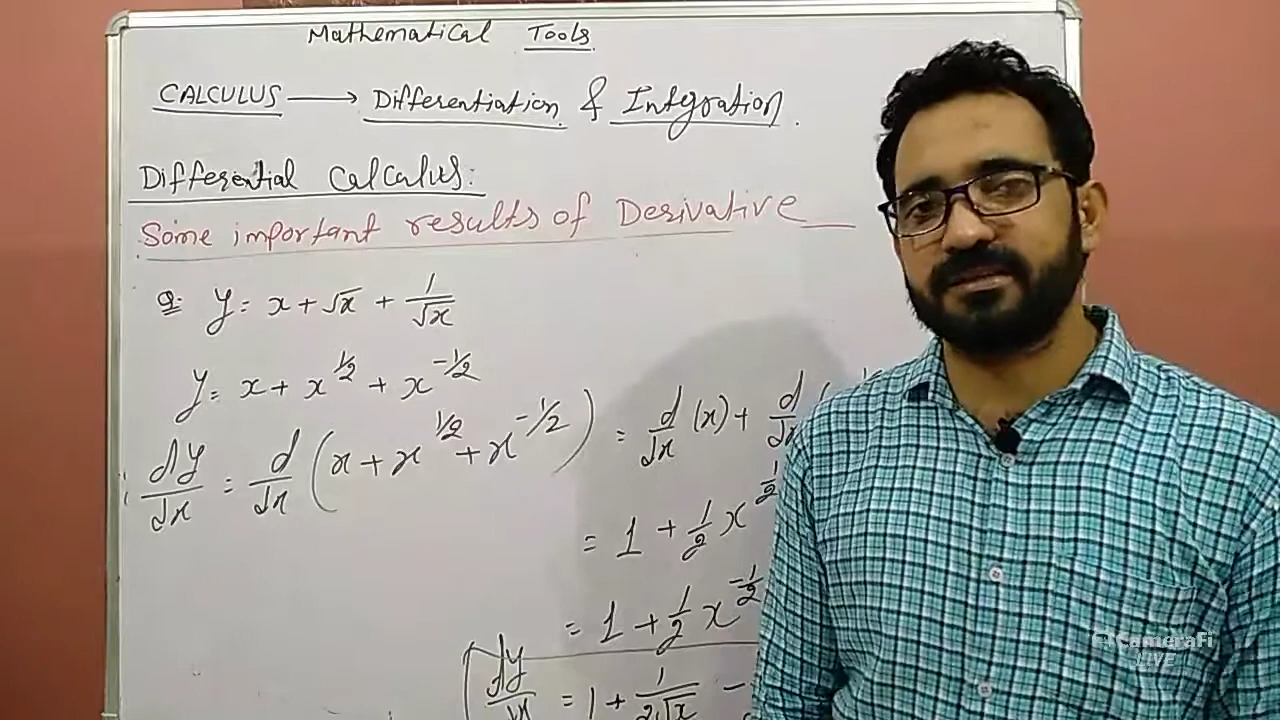 Mathematical Tools
CALCULUS → Differentiation & Integration.
Differential Calculus:
Some important results of Derivative
Q: y = x + √x + 1/√x
y = x + x^1/2 + x^-1/2
dy/dx = d/dx (x + x^1/2 + x^-1/2) = d/dx (x) + d/dx (
= 1 + 1/2 x^1/2
= 1 + 1/2 x^-1/2
dy/dx = 1 + 1/2√x -
CameraFi
LIVE